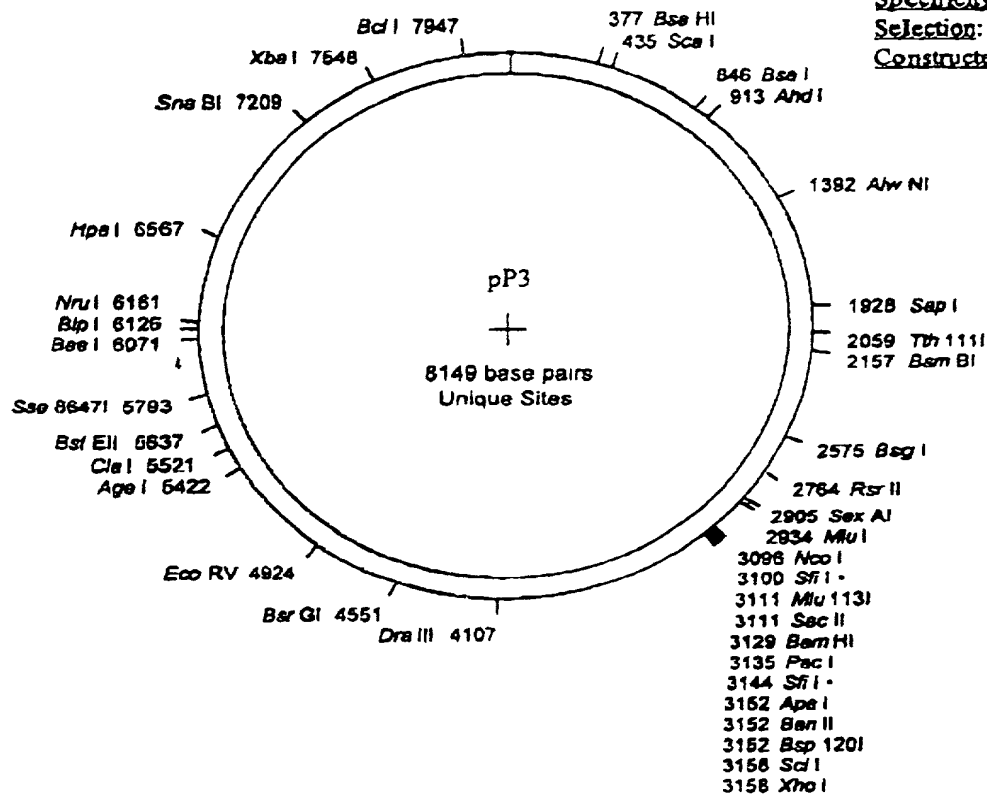 Specificity
Selection:
Constructe
Bcl I 7947
Xba I 7548
Sna BI 7209
Hpa I 6567
Nru I 6161
Blp I 6126
Bae I 6071
Sse 8647I 5793
Bst EII 5637
Cla I 5521
Age I 5422
Eco RV 4924
Bsr GI 4551
Dra III 4107
377 Bsa HI
435 Sca I
846 Bsa I
913 Ahd I
1392 Alw NI
1928 Sap I
2059 Tth 111I
2157 Bsm BI
2575 Bsg I
2764 Rsr II
2905 Sex AI
2934 Mlu I
3096 Nco I
3100 Sfi I •
3111 Mlu 113I
3111 Sac II
3129 Bam HI
3135 Pac I
3144 Sfi I •
3152 Apa I
3152 Ban II
3152 Bsp 120I
3158 Sci I
3158 Xho I
pP3
8149 base pairs
Unique Sites